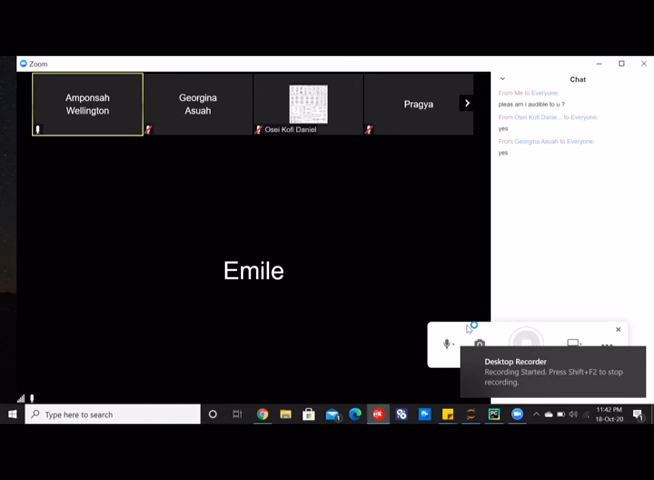 Zoom
Amponsah
Wellington
Georgina
Asuah
Osei Kofi Daniel
Pragya
Emile
Chat
From Me to Everyone:
pleas am i audible to u ?
From Osei Kofi Danie... to Everyone:
yes
From Georgina Asuah to Everyone:
yes
Desktop Recorder
Recording Started. Press Shift+F2 to stop
recording.
Type here to search
PC
11:42 PM
18-Oct-20